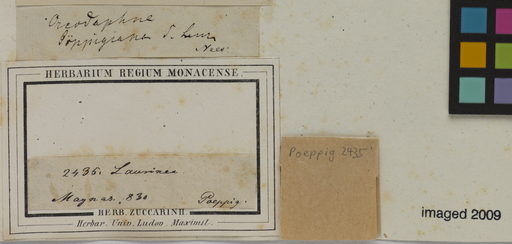 Oreodaphne
Pöppigiana
Nees
HERBARIUM REGIUM MONACENSE.
2435. Laurinea
Maynas. 830 Poeppig.
HERB. ZUCCARINII.
Herbar. Univ. Ludov. Maximil.
Poeppig 2435
imaged 2009